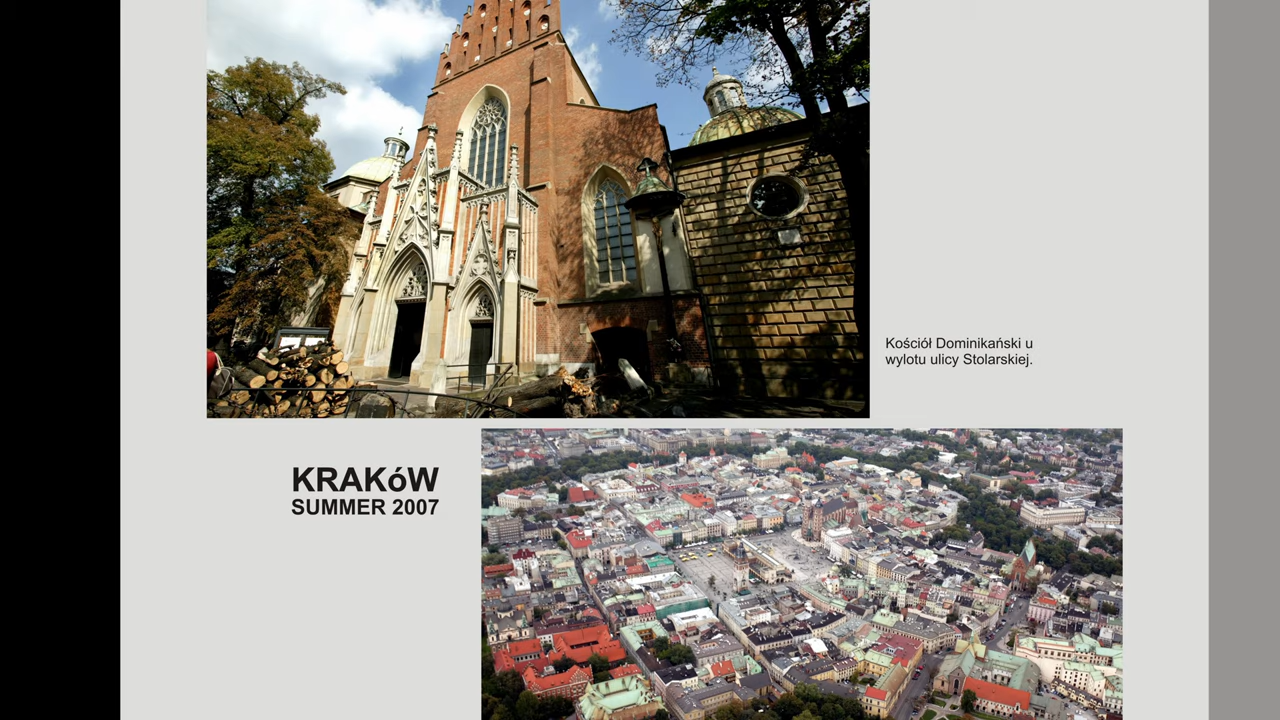 Kościół Dominikański u
wylotu ulicy Stolarskiej.
KRAKóW
SUMMER 2007